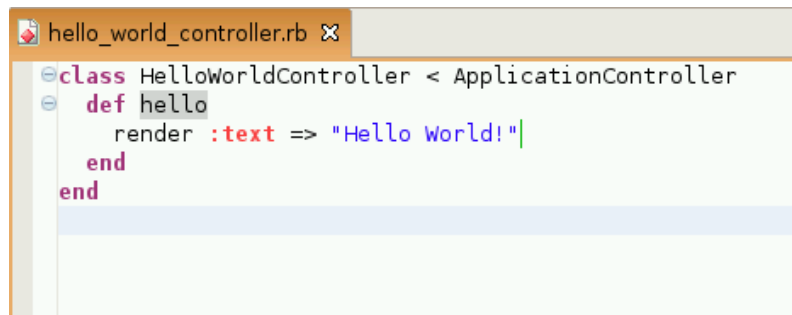 hello_world_controller.rb
class HelloWorldController < ApplicationController
  def hello
    render :text => "Hello World!"
  end
end